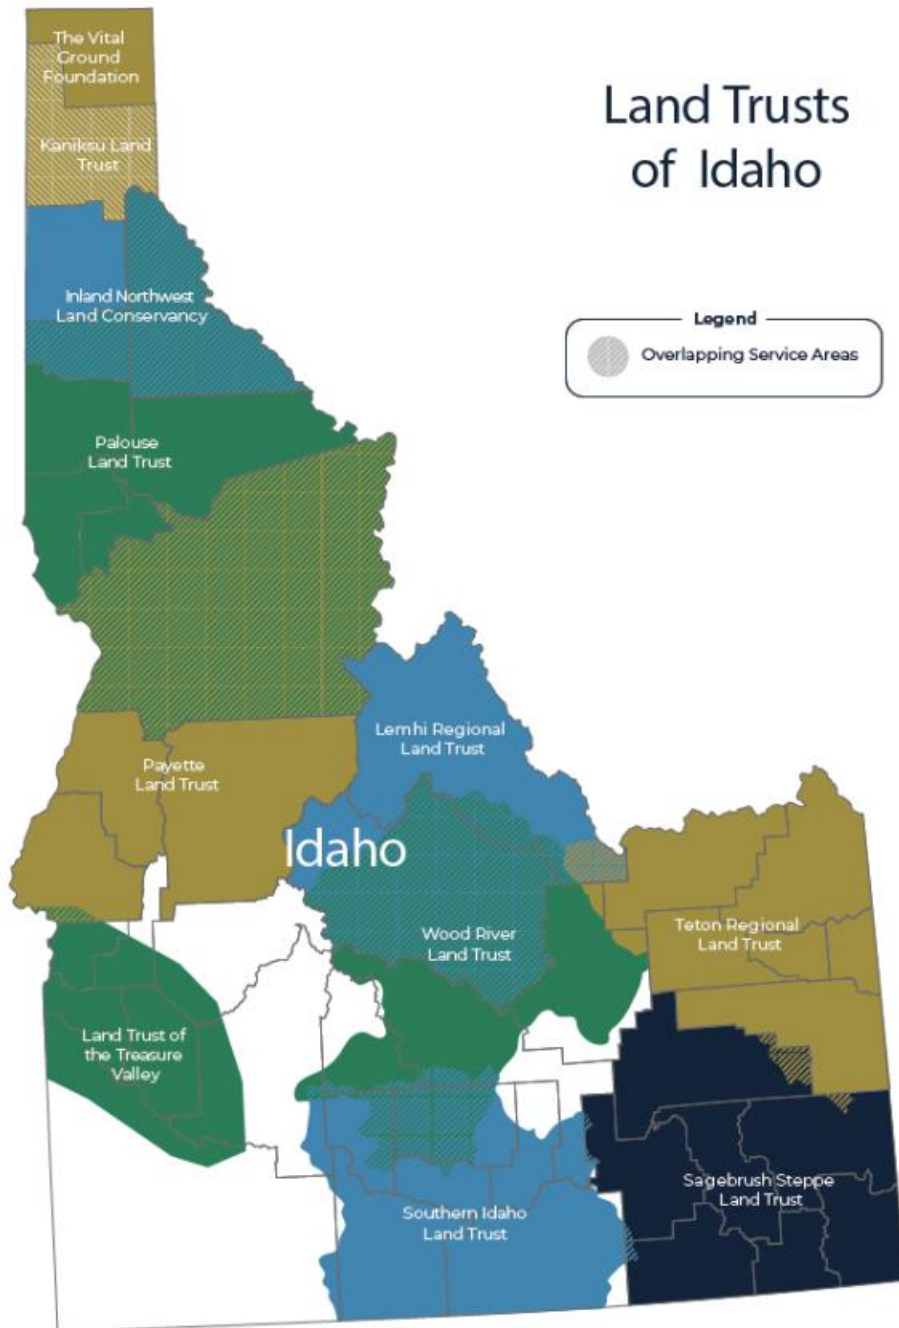 The Vital
Ground
Foundation
Land Trusts
of Idaho
Kaniksu Land
Trust
Inland Northwest
Land Conservancy
Legend
Overlapping Service Areas
Palouse
Land Trust
Lemhi Regional
Land Trust
Payette
Land Trust
Idaho
Wood River
Land Trust
Teton Regional
Land Trust
Land Trust of
the Treasure
Valley
Sagebrush Steppe
Land Trust
Southern Idaho
Land Trust